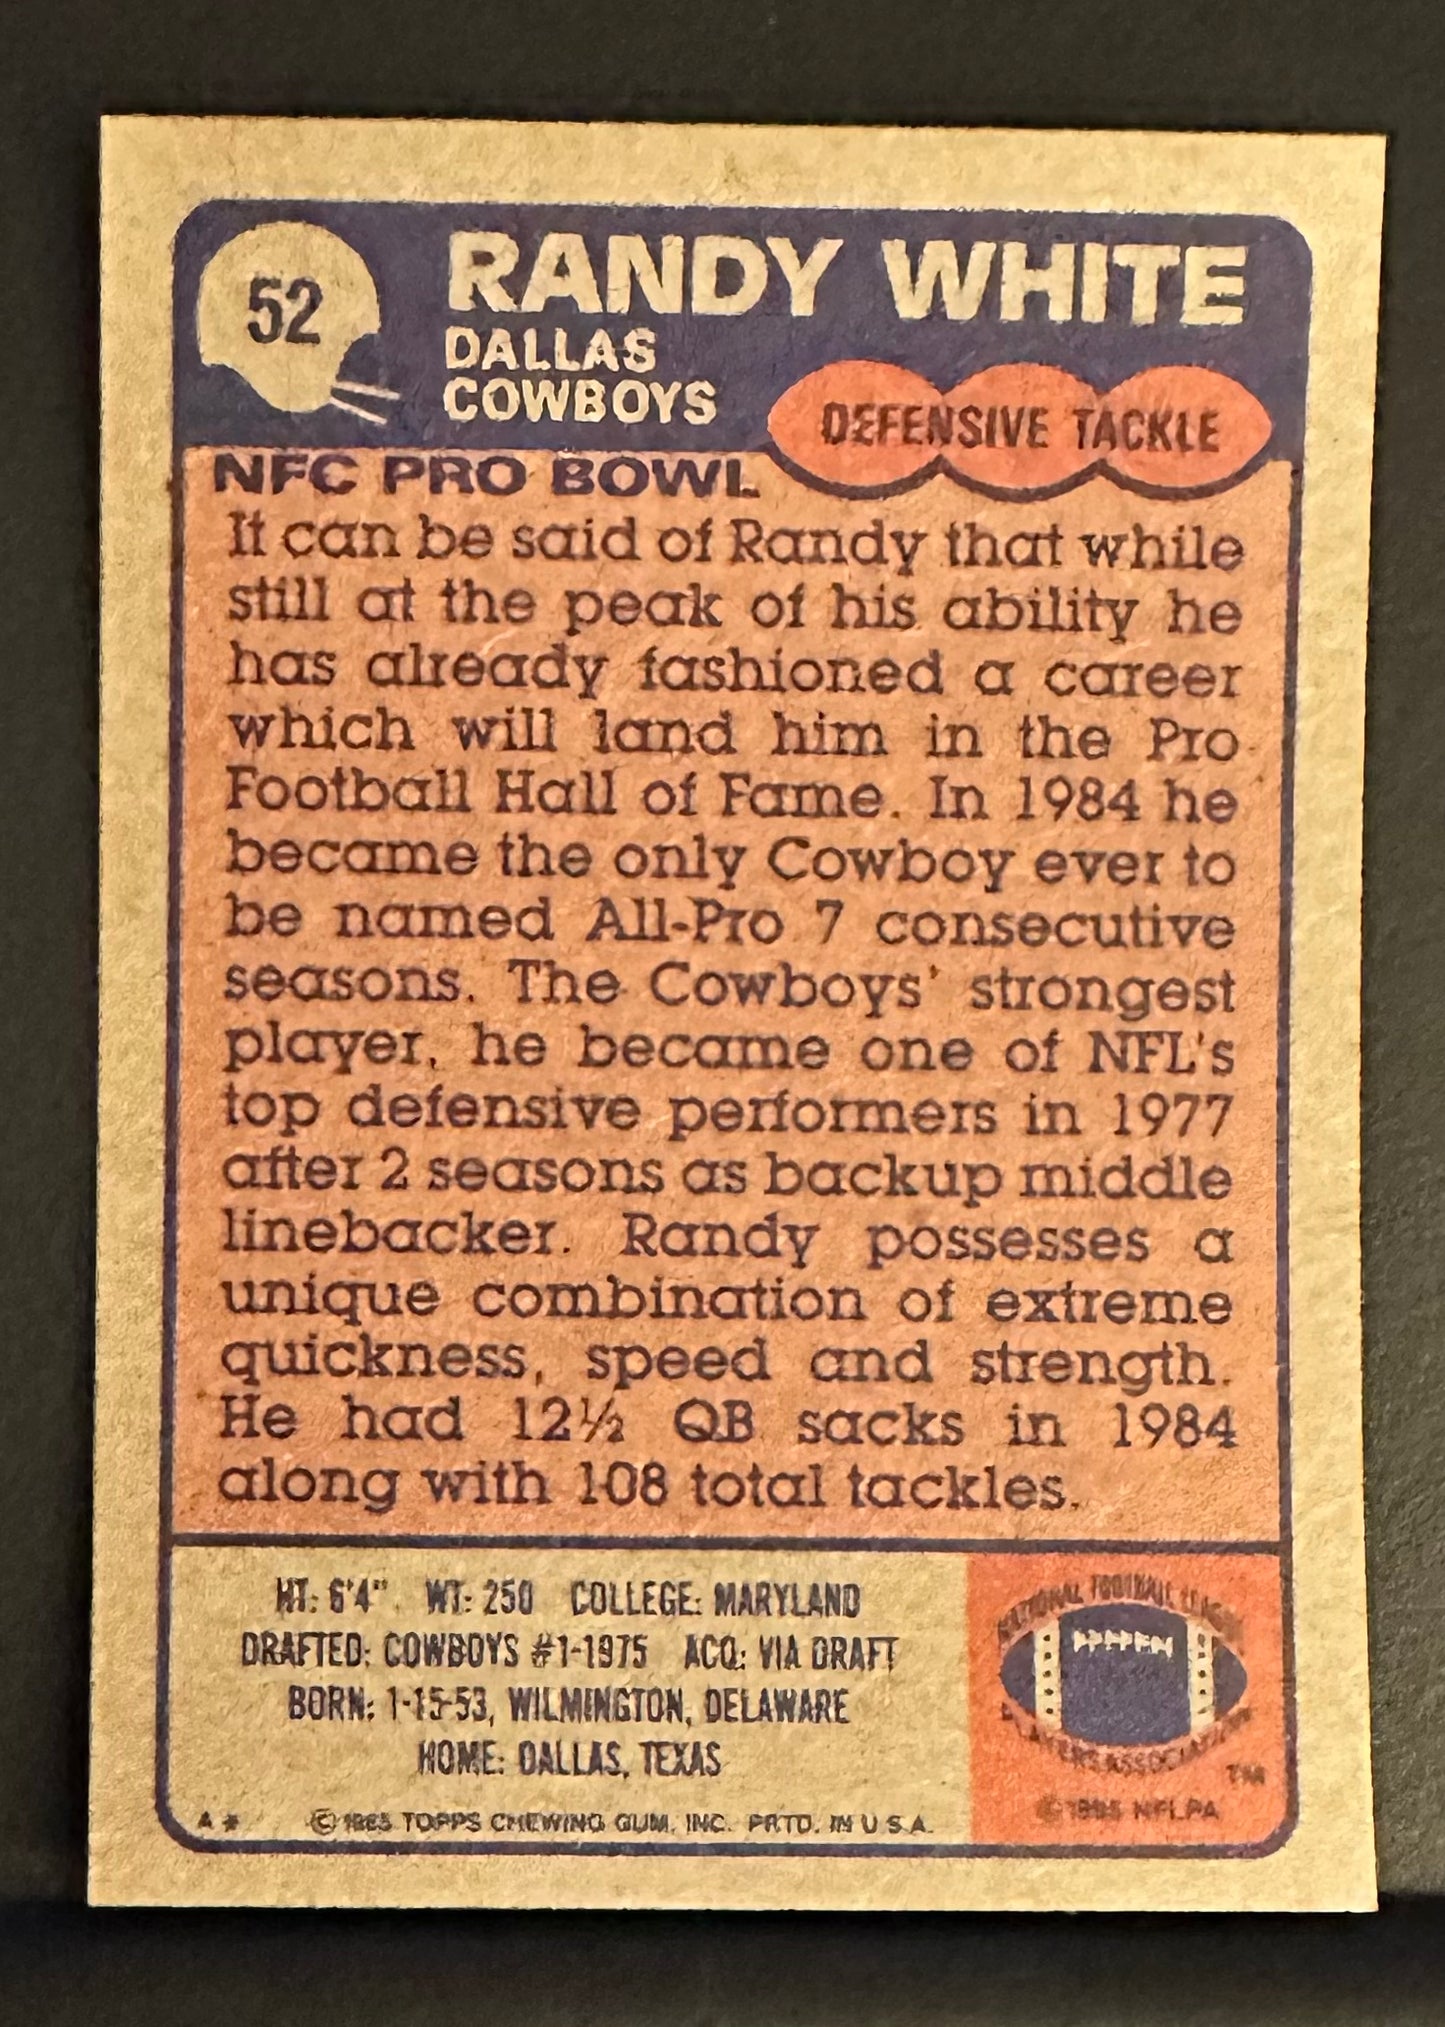 52
RANDY WHITE
DALLAS
COWBOYS
DEFENSIVE TACKLE
NFC PRO BOWL
It can be said of Randy that while
still at the peak of his ability he
has already fashioned a career
which will land him in the Pro
Football Hall of Fame. In 1984 he
became the only Cowboy ever to
be named All-Pro 7 consecutive
seasons. The Cowboys' strongest
player, he became one of NFL's
top defensive performers in 1977
after 2 seasons as backup middle
linebacker. Randy possesses a
unique combination of extreme
quickness, speed and strength.
He had 12½ QB sacks in 1984
along with 108 total tackles.
HT: 6'4" WT: 250 COLLEGE: MARYLAND
DRAFTED: COWBOYS #1-1975 ACQ: VIA DRAFT
BORN: 1-15-53, WILMINGTON, DELAWARE
HOME: DALLAS, TEXAS
A * © 1985 TOPPS CHEWING GUM, INC. PRTD. IN U.S.A.
NATIONAL FOOTBALL LEAGUE
PLAYERS ASSOCIATION
TM
© 1985 NFLPA